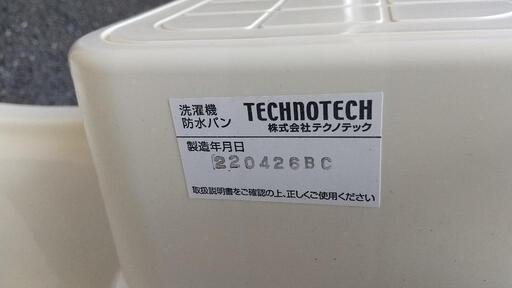 洗濯機
防水パン
TECHNOTECH
株式会社テクノテック
製造年月日
220426BC
取扱説明書をご確認の上、正しくご使用ください